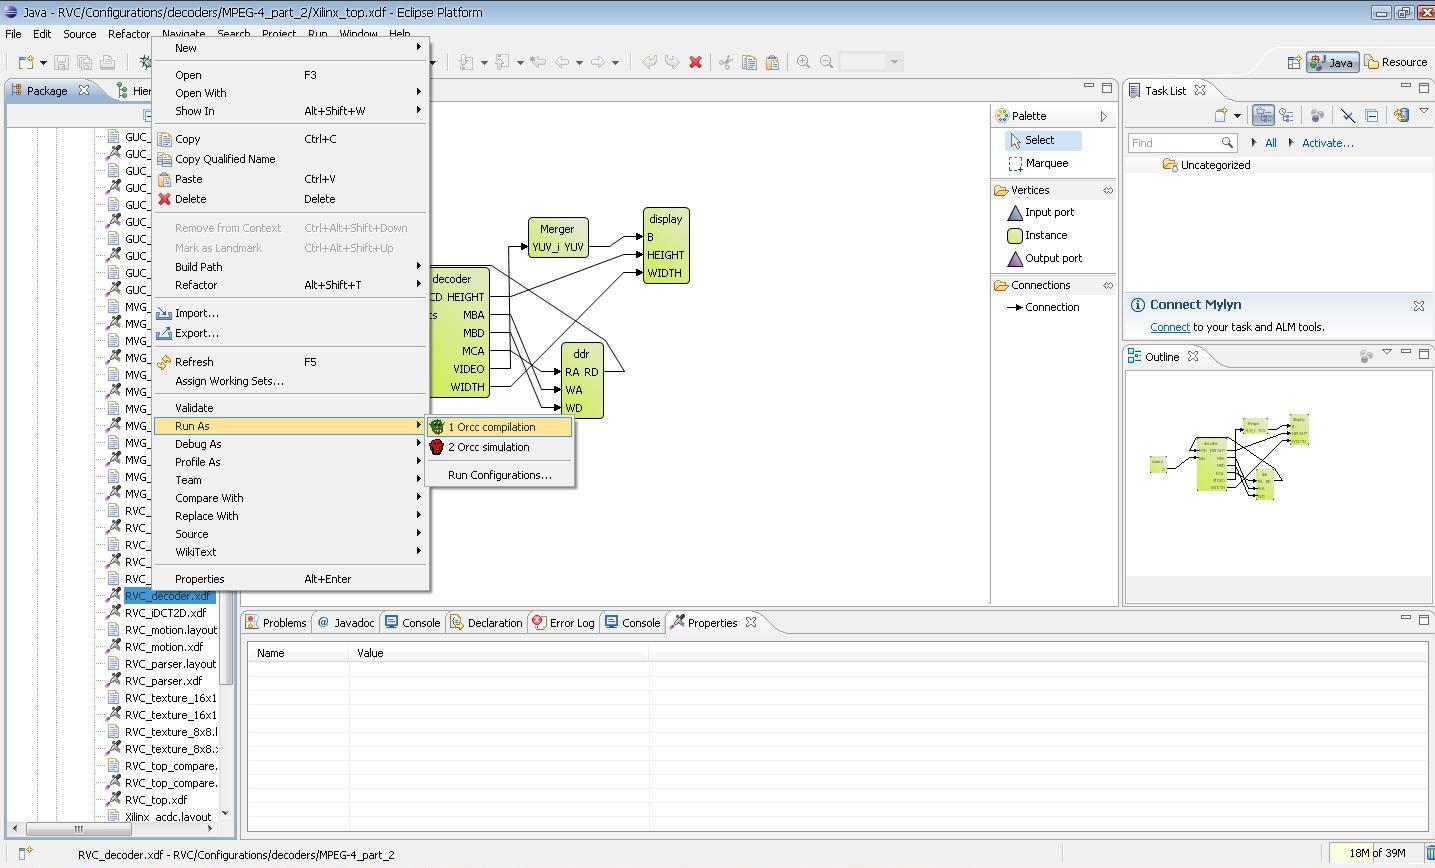 Java - RVC/Configurations/decoders/MPEG-4_part_2/Xilinx_top.xdf - Eclipse Platform
File Edit Source Refactor Navigate Search Project Run Window Help
Java
Resource
Package
Hier
GUC_
GUC_
GUC_
GUC_
GUC_
GUC_
GUC_
GUC_
GUC_
GUC_
MVG_
MVG_
MVG_
MVG_
MVG_
MVG_
MVG_
MVG_
MVG_
MVG_
MVG_
MVG_
RVC_
RVC_
RVC_
RVC_
RVC_
RVC_decoder.xdf
RVC_iDCT2D.xdf
RVC_motion.layout
RVC_motion.xdf
RVC_parser.layout
RVC_parser.xdf
RVC_texture_16x1
RVC_texture_16x1
RVC_texture_8x8.l
RVC_texture_8x8.x
RVC_top_compare.
RVC_top_compare.
RVC_top.xdf
Xilinx_acdc.layout
New
Open F3
Open With
Show In Alt+Shift+W
Copy Ctrl+C
Copy Qualified Name
Paste Ctrl+V
Delete Delete
Remove from Context Ctrl+Alt+Shift+Down
Mark as Landmark Ctrl+Alt+Shift+Up
Build Path
Refactor Alt+Shift+T
Import...
Export...
Refresh F5
Assign Working Sets...
Validate
Run As
Debug As
Profile As
Team
Compare With
Replace With
Source
WikiText
Properties Alt+Enter
1 Orcc compilation
2 Orcc simulation
Run Configurations...
decoder
CD HEIGHT
ts MBA
MBD
MCA
VIDEO
WIDTH
Merger
YUV_i YUV
display
B
HEIGHT
WIDTH
ddr
RA RD
WA
WD
Palette
Select
Marquee
Vertices
Input port
Instance
Output port
Connections
Connection
Task List
Find All Activate...
Uncategorized
Connect Mylyn
Connect to your task and ALM tools.
Outline
Problems Javadoc Console Declaration Error Log Console Properties
Name Value
RVC_decoder.xdf - RVC/Configurations/decoders/MPEG-4_part_2
18M of 39M